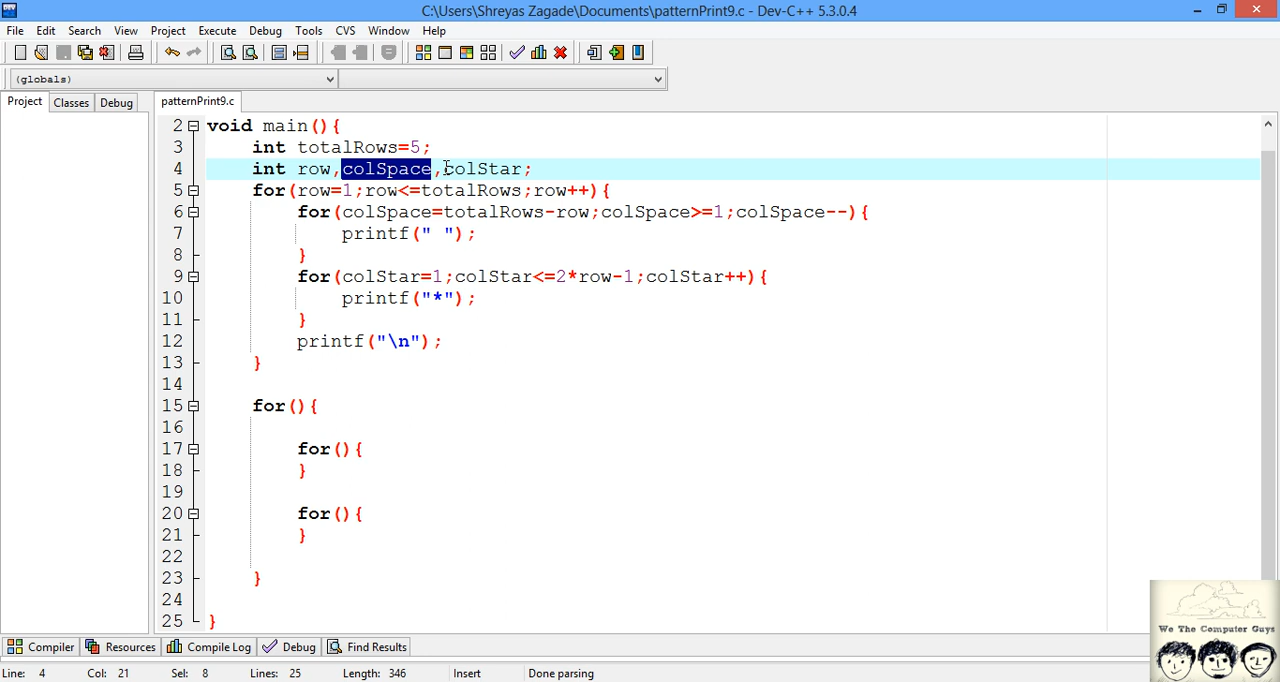 C:\Users\Shreyas Zagade\Documents\patternPrint9.c - Dev-C++ 5.3.0.4
File Edit Search View Project Execute Debug Tools CVS Window Help
(globals)
Project Classes Debug patternPrint9.c
2 void main(){
3 int totalRows=5;
4 int row,colSpace,colStar;
5 for(row=1;row<=totalRows;row++){
6 for(colSpace=totalRows-row;colSpace>=1;colSpace--){
7 printf(" ");
8 }
9 for(colStar=1;colStar<=2*row-1;colStar++){
10 printf("*");
11 }
12 printf("\n");
13 }
14
15 for(){
16
17 for(){
18 }
19
20 for(){
21 }
22
23 }
24
25 }
We The Computer Guys
Compiler Resources Compile Log Debug Find Results
Line: 4 Col: 21 Sel: 8 Lines: 25 Length: 346 Insert Done parsing